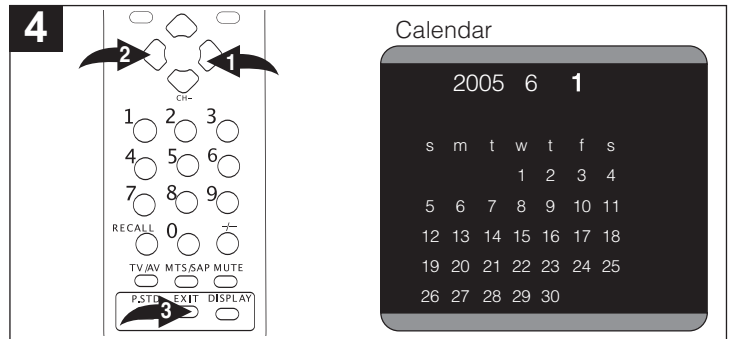 4
2
1
CH–
1 2 3
4 5 6
7 8 9
RECALL 0 -/--
TV/AV MTS/SAP MUTE
P.STD EXIT DISPLAY
3
Calendar
2005 6 1
s m t w t f s
1 2 3 4
5 6 7 8 9 10 11
12 13 14 15 16 17 18
19 20 21 22 23 24 25
26 27 28 29 30